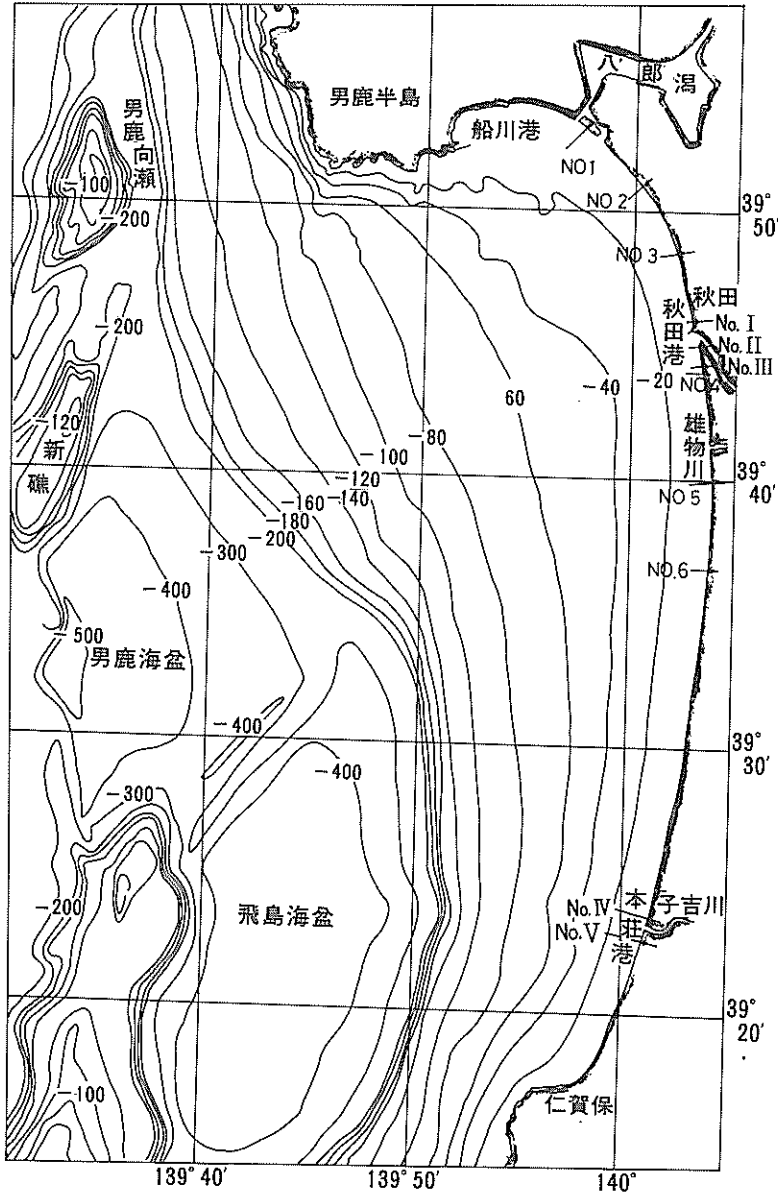 八郎潟
男鹿半島
船川港
男鹿向瀬
NO1
NO 2
-100
-200
39°
50'
NO 3
秋田
秋田港
No. I
No. II
No. III
NO 4
-200
-20
-40
60
-80
-120
新礁
雄物川
-100
-120
-140
-160
-180
-200
-300
39°
40'
NO 5
NO.6
-400
-500
男鹿海盆
-400
-400
39°
30'
-300
-200
飛島海盆
No. IV
No. V
本荘港
子吉川
39°
20'
-100
仁賀保
139° 40'
139° 50'
140°